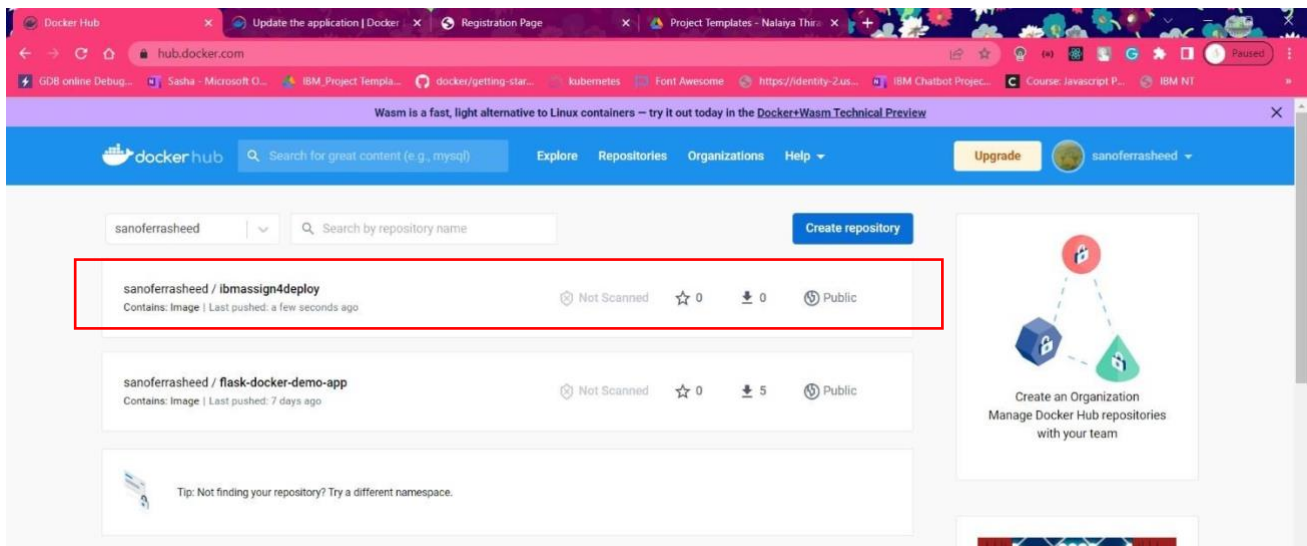 Docker Hub
Update the application | Docker
Registration Page
Project Templates - Nalaiya Thira
hub.docker.com
Paused
GDB online Debug... Sasha - Microsoft O... IBM_Project Templa... docker/getting-star... kubernetes Font Awesome https://identity-2.us... IBM Chatbot Projec... Course: Javascript P... IBM NT »
Wasm is a fast, light alternative to Linux containers — try it out today in the Docker+Wasm Technical Preview
docker hub Search for great content (e.g., mysql) Explore Repositories Organizations Help Upgrade sanoferrasheed
sanoferrasheed Search by repository name Create repository
sanoferrasheed / ibmassign4deploy
Contains: Image | Last pushed: a few seconds ago
Not Scanned 0 0 Public
sanoferrasheed / flask-docker-demo-app
Contains: Image | Last pushed: 7 days ago
Not Scanned 0 5 Public
Tip: Not finding your repository? Try a different namespace.
Create an Organization
Manage Docker Hub repositories
with your team